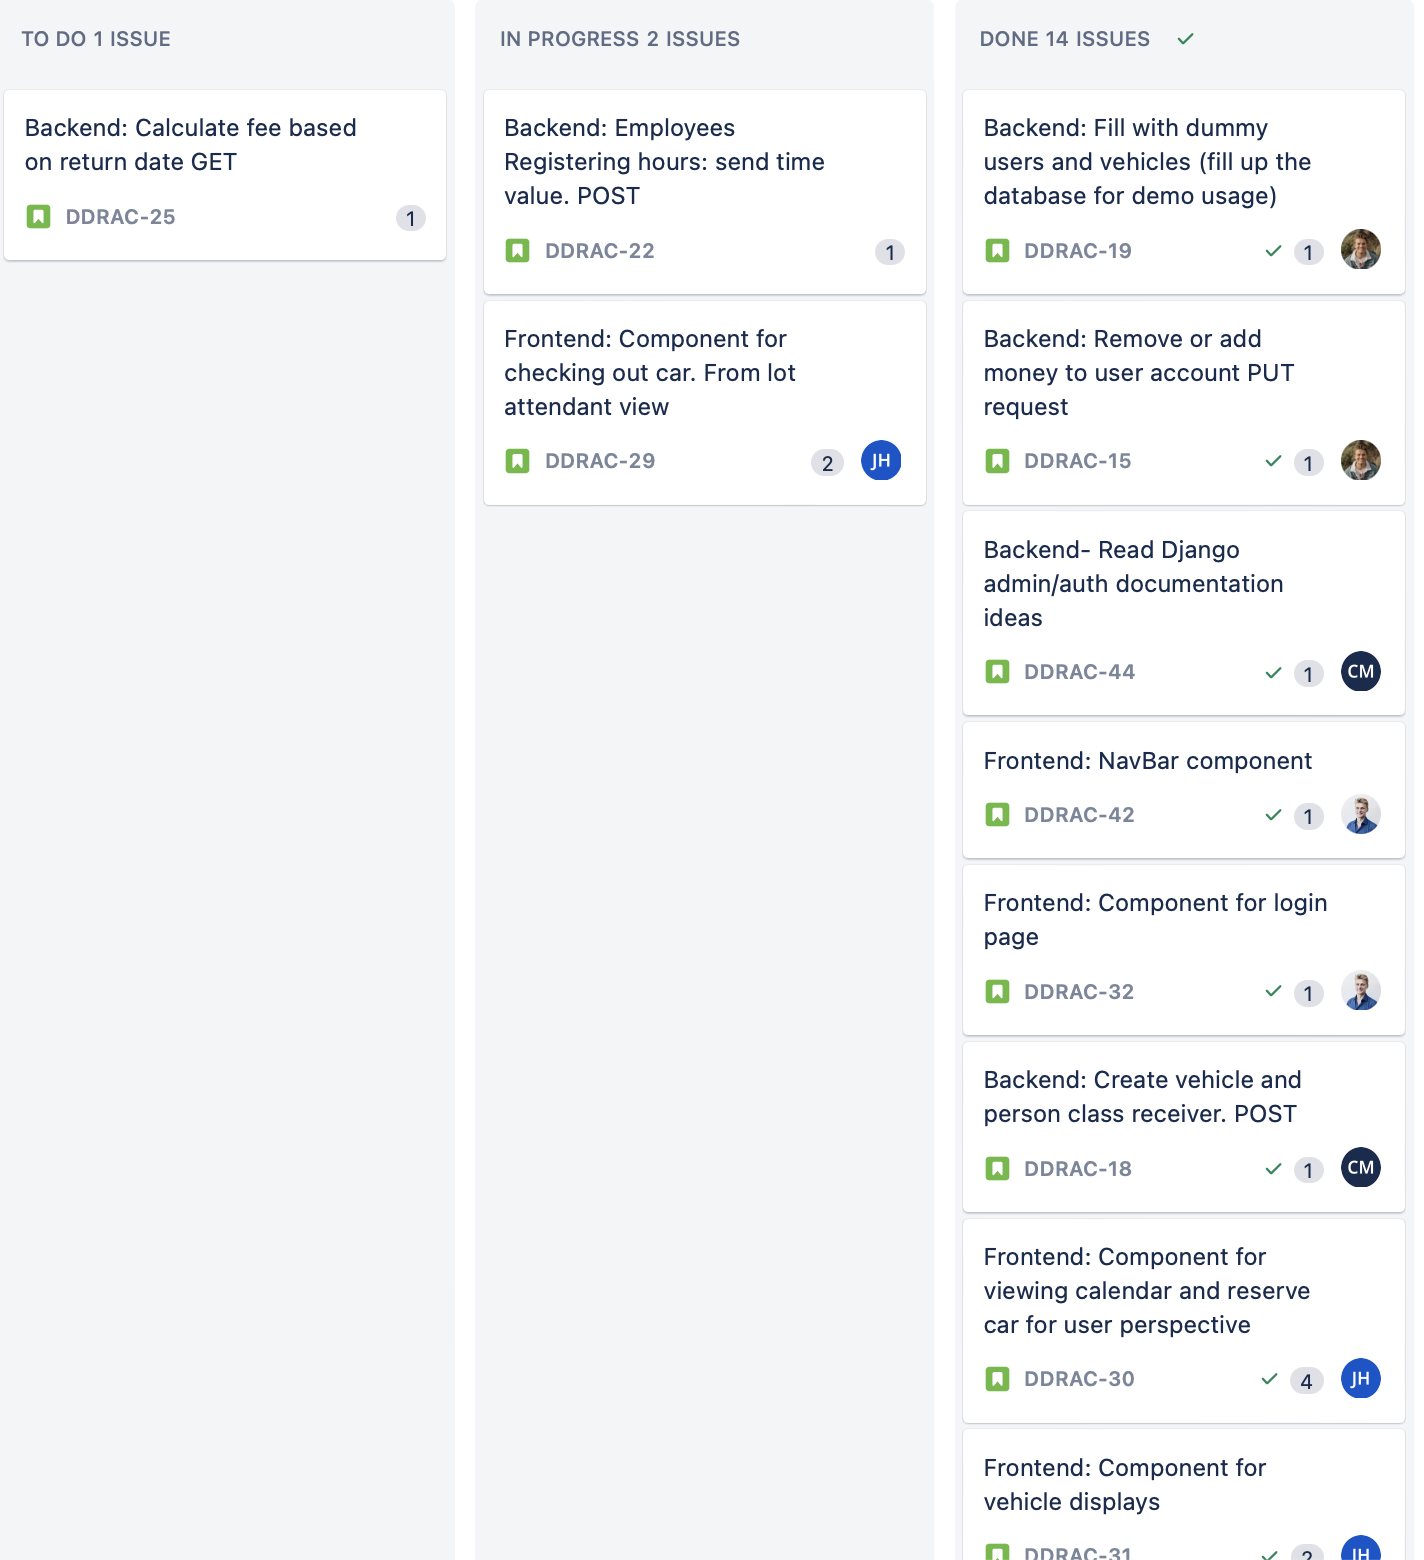 TO DO 1 ISSUE
Backend: Calculate fee based
on return date GET
DDRAC-25
1
IN PROGRESS 2 ISSUES
Backend: Employees
Registering hours: send time
value. POST
DDRAC-22
1
Frontend: Component for
checking out car. From lot
attendant view
DDRAC-29
2
JH
DONE 14 ISSUES
Backend: Fill with dummy
users and vehicles (fill up the
database for demo usage)
DDRAC-19
1
Backend: Remove or add
money to user account PUT
request
DDRAC-15
1
Backend- Read Django
admin/auth documentation
ideas
DDRAC-44
1
CM
Frontend: NavBar component
DDRAC-42
1
Frontend: Component for login
page
DDRAC-32
1
Backend: Create vehicle and
person class receiver. POST
DDRAC-18
1
CM
Frontend: Component for
viewing calendar and reserve
car for user perspective
DDRAC-30
4
JH
Frontend: Component for
vehicle displays
DDRAC-31
2
JH